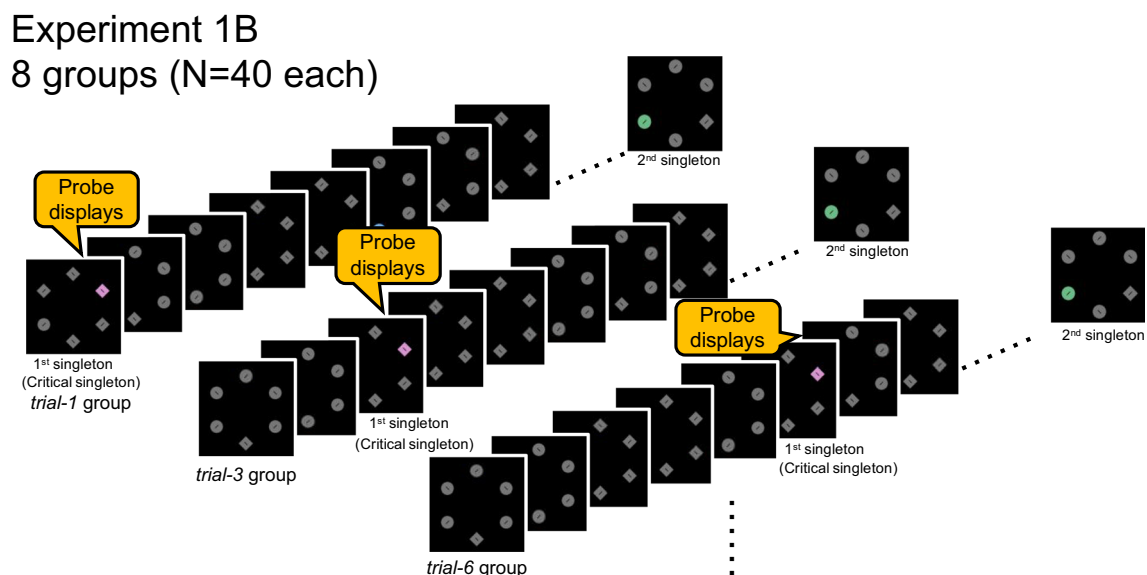 Experiment 1B
8 groups (N=40 each)
2nd singleton
Probe
displays
2nd singleton
Probe
displays
2nd singleton
Probe
displays
1st singleton
(Critical singleton)
trial-1 group
1st singleton
(Critical singleton)
trial-3 group
1st singleton
(Critical singleton)
trial-6 group